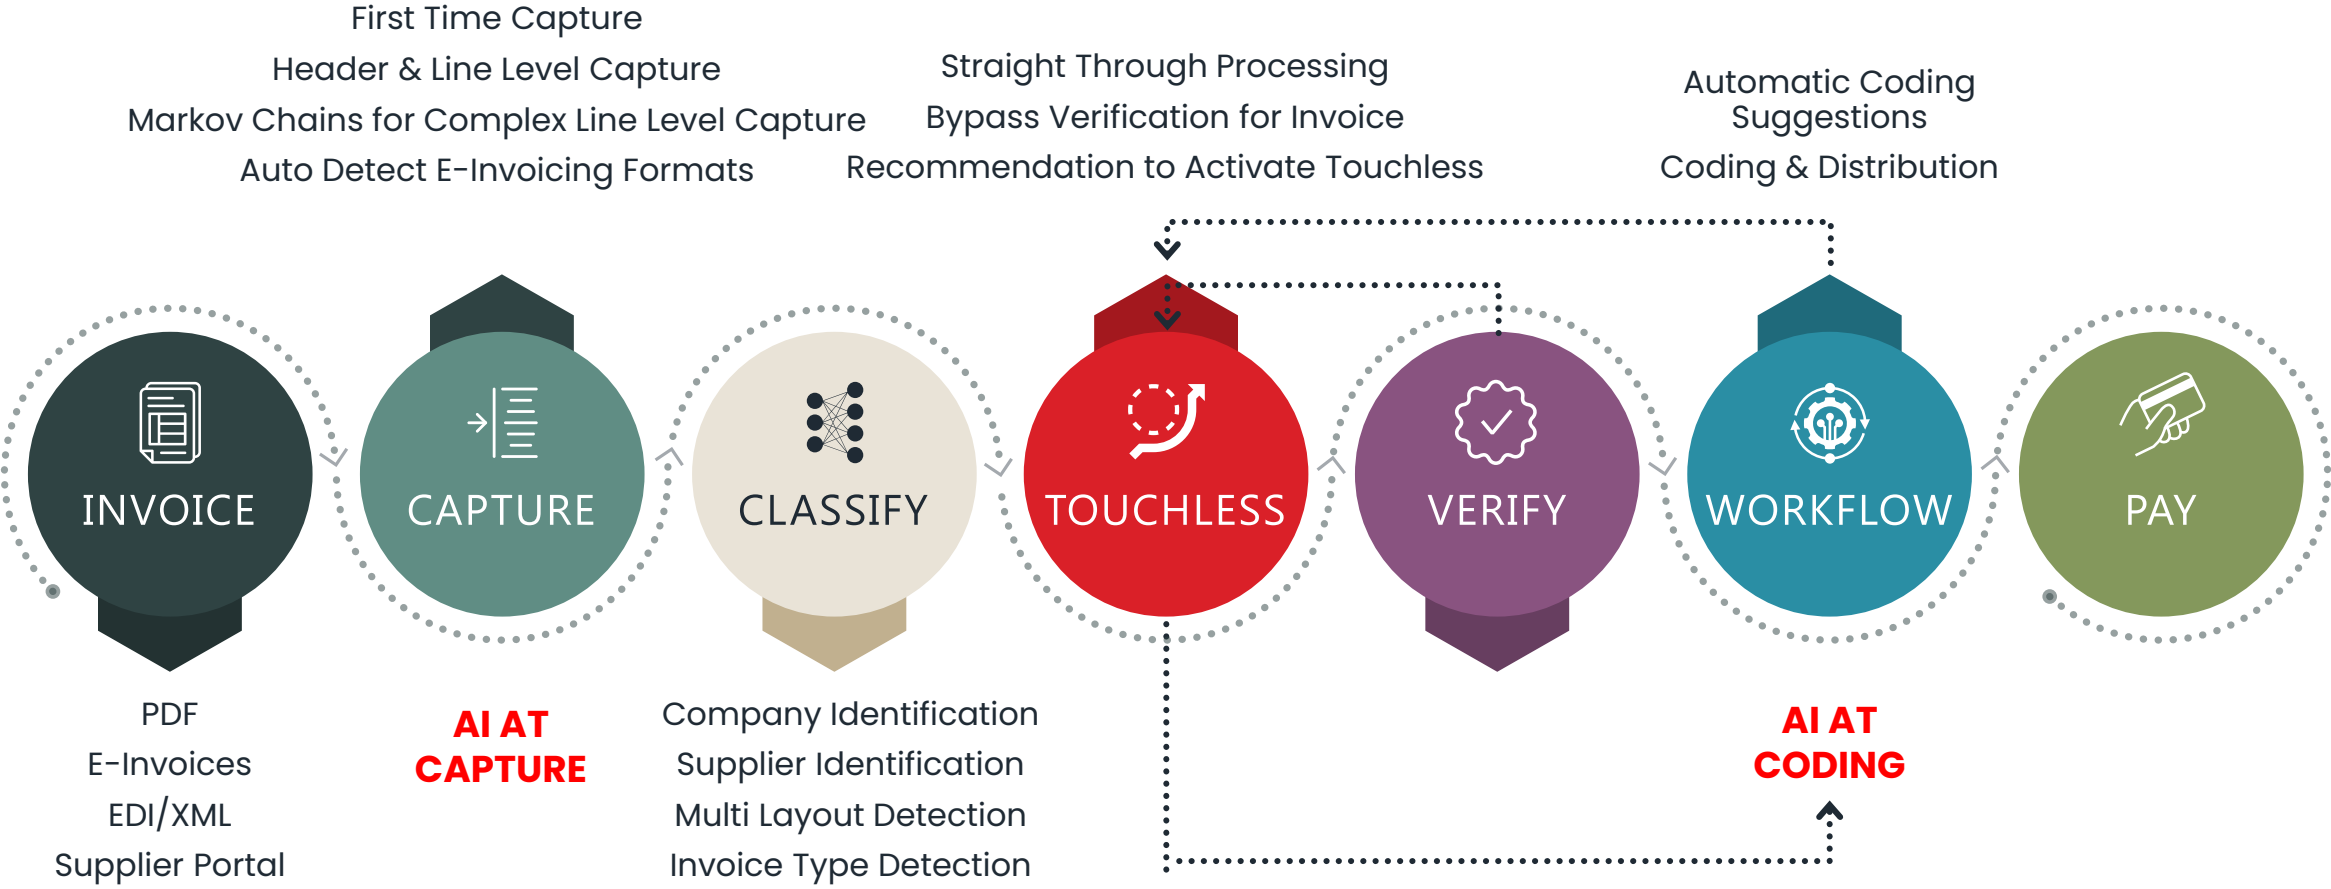 First Time Capture
Header & Line Level Capture
Markov Chains for Complex Line Level Capture
Auto Detect E-Invoicing Formats
Straight Through Processing
Bypass Verification for Invoice
Recommendation to Activate Touchless
Automatic Coding
Suggestions
Coding & Distribution
INVOICE
CAPTURE
CLASSIFY
TOUCHLESS
VERIFY
WORKFLOW
PAY
PDF
E-Invoices
EDI/XML
Supplier Portal
AI AT
CAPTURE
Company Identification
Supplier Identification
Multi Layout Detection
Invoice Type Detection
AI AT
CODING